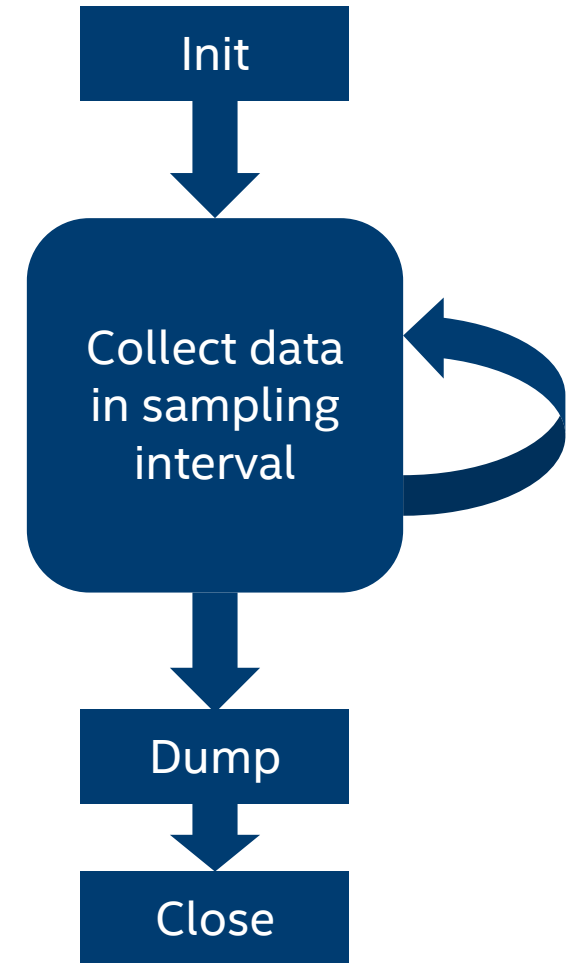 Init
Collect data
in sampling
interval
Dump
Close